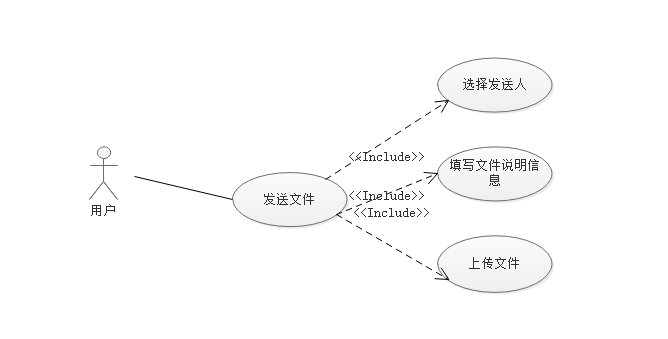 选择发送人
<<Include>>
填写文件说明信
息
用户
发送文件
<<Include>>
<<Include>>
上传文件